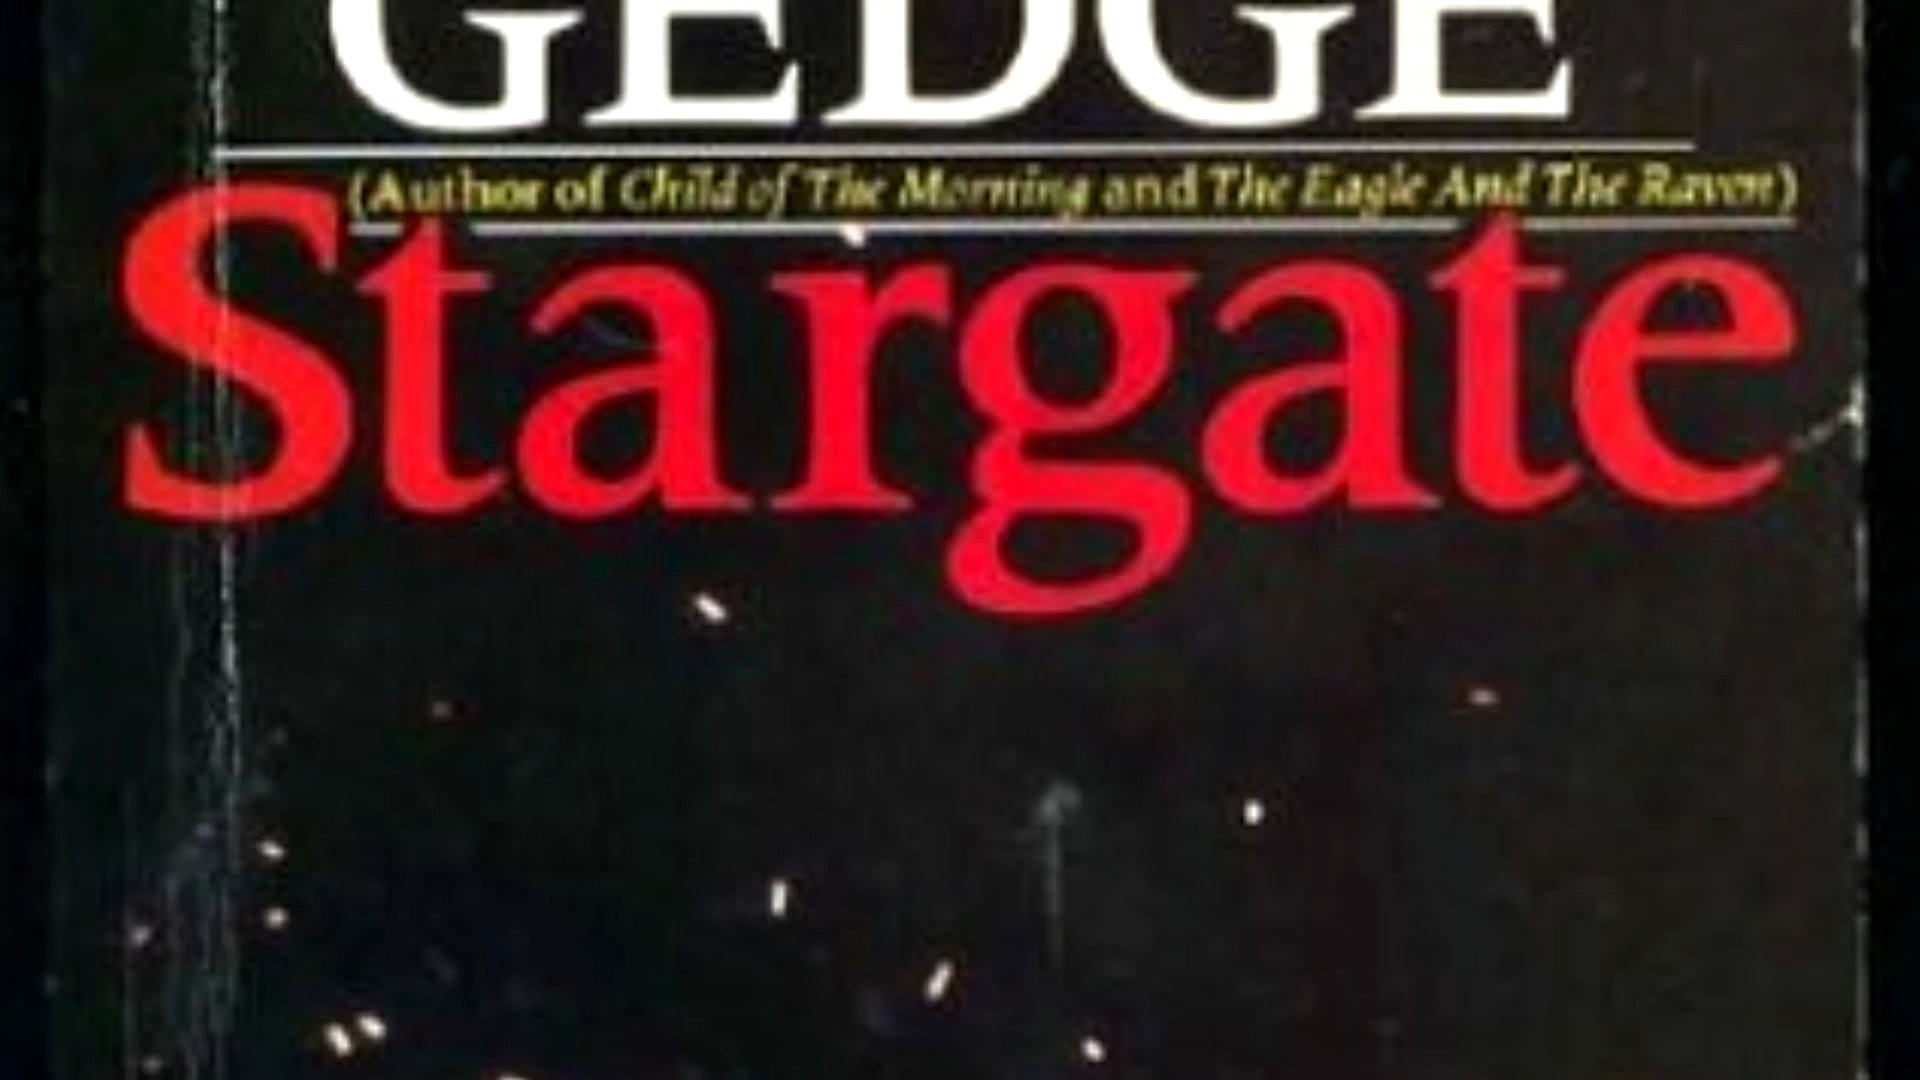 GEDGE
(Author of Child of The Morning and The Eagle And The Raven)
Stargate